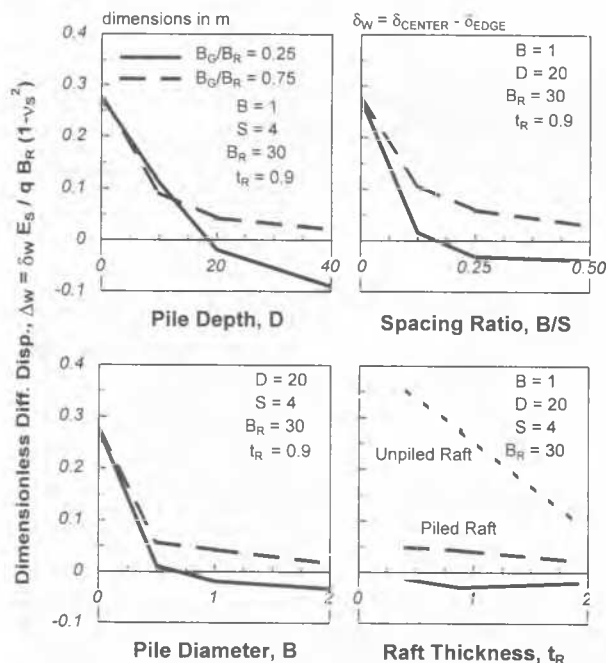 dimensions in m
δW = δCENTER - δEDGE
Dimensionless Diff. Disp., ΔW = δW ES / q BR (1-νs²)
0.4
0.3
0.2
0.1
0
-0.1
BG/BR = 0.25
BG/BR = 0.75
B = 1
S = 4
BR = 30
tR = 0.9
0
20
40
Pile Depth, D
B = 1
D = 20
BR = 30
tR = 0.9
0
0.25
0.50
Spacing Ratio, B/S
0.4
0.3
0.2
0.1
0
-0.1
D = 20
S = 4
BR = 30
tR = 0.9
0
1
2
Pile Diameter, B
B = 1
D = 20
S = 4
BR = 30
Unpiled Raft
Piled Raft
0
1
2
Raft Thickness, tR